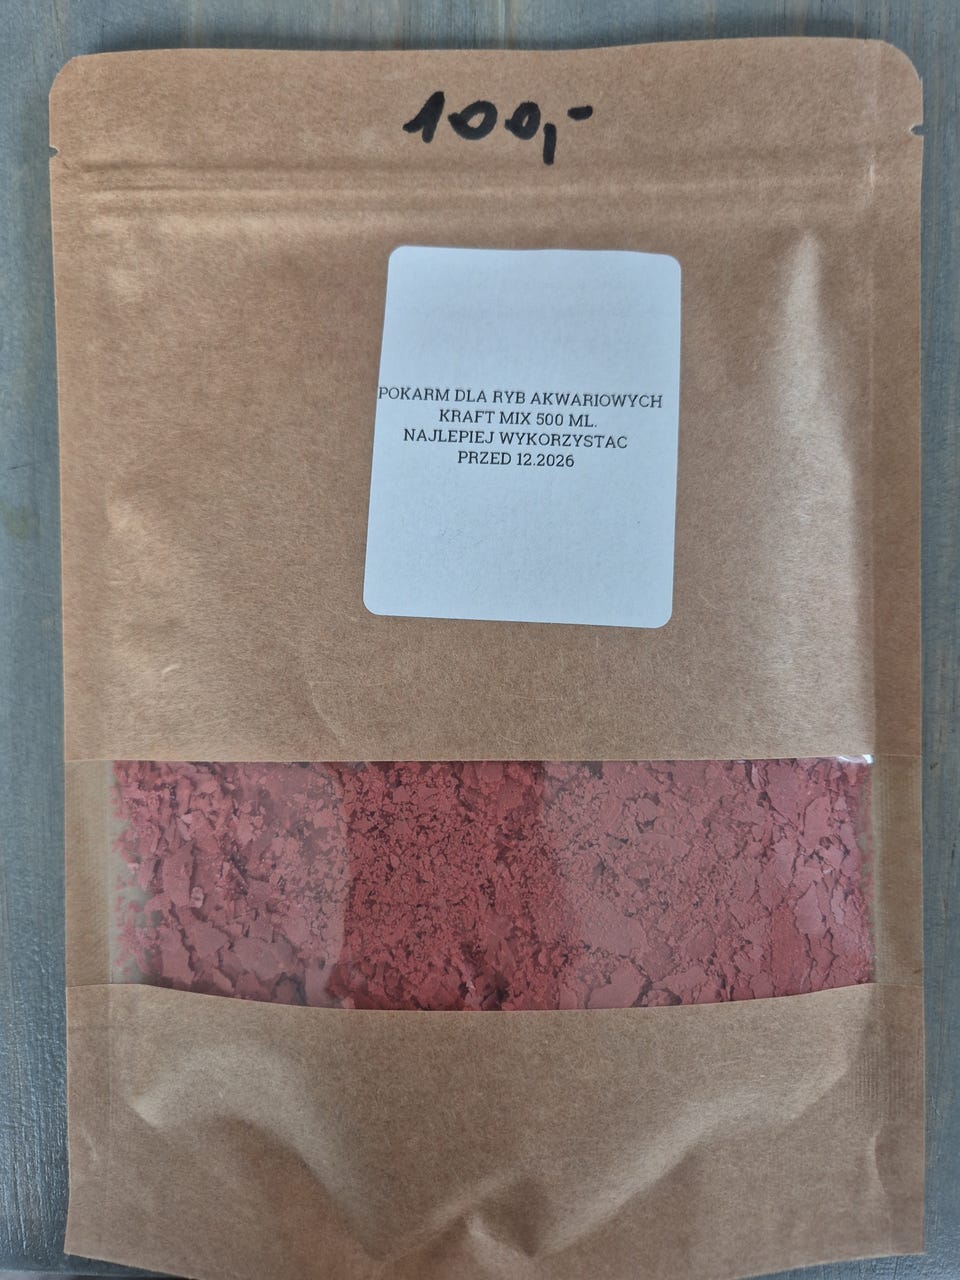 100,-
POKARM DLA RYB AKWARIOWYCH
KRAFT MIX 500 ML.
NAJLEPIEJ WYKORZYSTAC
PRZED 12.2026